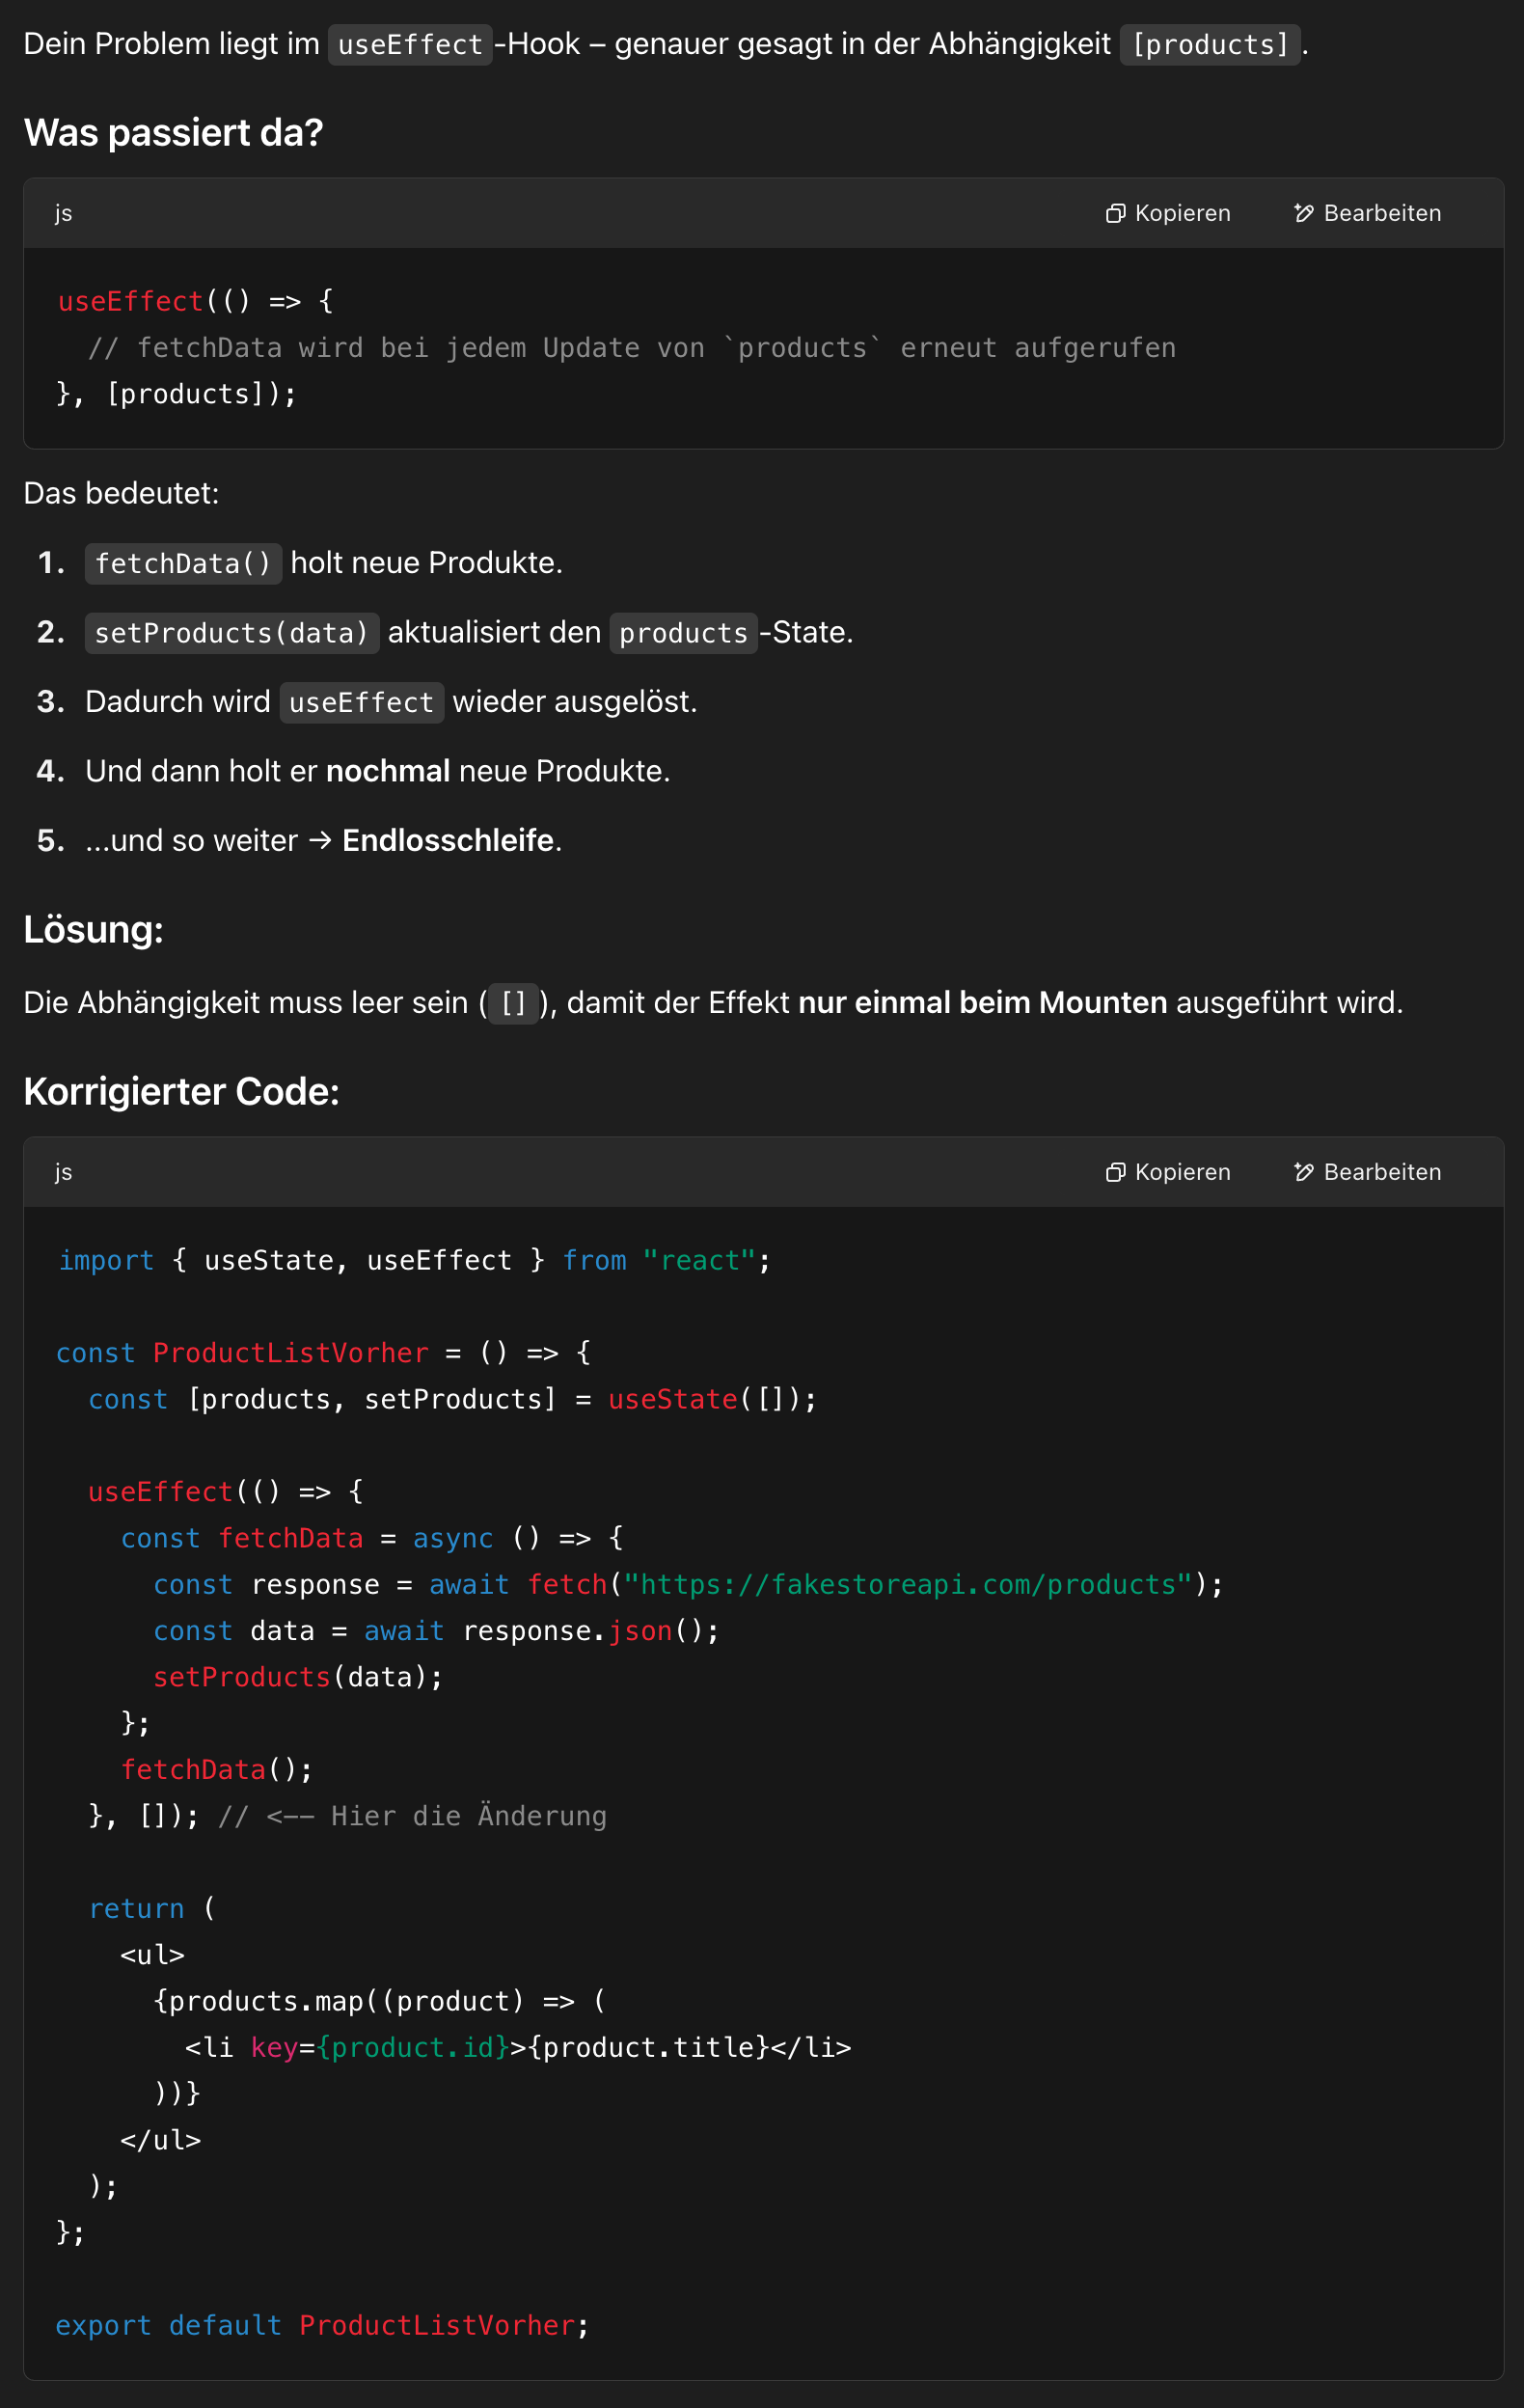 Dein Problem liegt im useEffect-Hook – genauer gesagt in der Abhängigkeit [products].
Was passiert da?
js Kopieren Bearbeiten
useEffect(() => {
  // fetchData wird bei jedem Update von `products` erneut aufgerufen
}, [products]);
Das bedeutet:
1. fetchData() holt neue Produkte.
2. setProducts(data) aktualisiert den products-State.
3. Dadurch wird useEffect wieder ausgelöst.
4. Und dann holt er nochmal neue Produkte.
5. …und so weiter → Endlosschleife.
Lösung:
Die Abhängigkeit muss leer sein ([]), damit der Effekt nur einmal beim Mounten ausgeführt wird.
Korrigierter Code:
js Kopieren Bearbeiten
import { useState, useEffect } from "react";
const ProductListVorher = () => {
  const [products, setProducts] = useState([]);
  useEffect(() => {
    const fetchData = async () => {
      const response = await fetch("https://fakestoreapi.com/products");
      const data = await response.json();
      setProducts(data);
    };
    fetchData();
  }, []); // <-- Hier die Änderung
  return (
    <ul>
      {products.map((product) => (
        <li key={product.id}>{product.title}</li>
      ))}
    </ul>
  );
};
export default ProductListVorher;